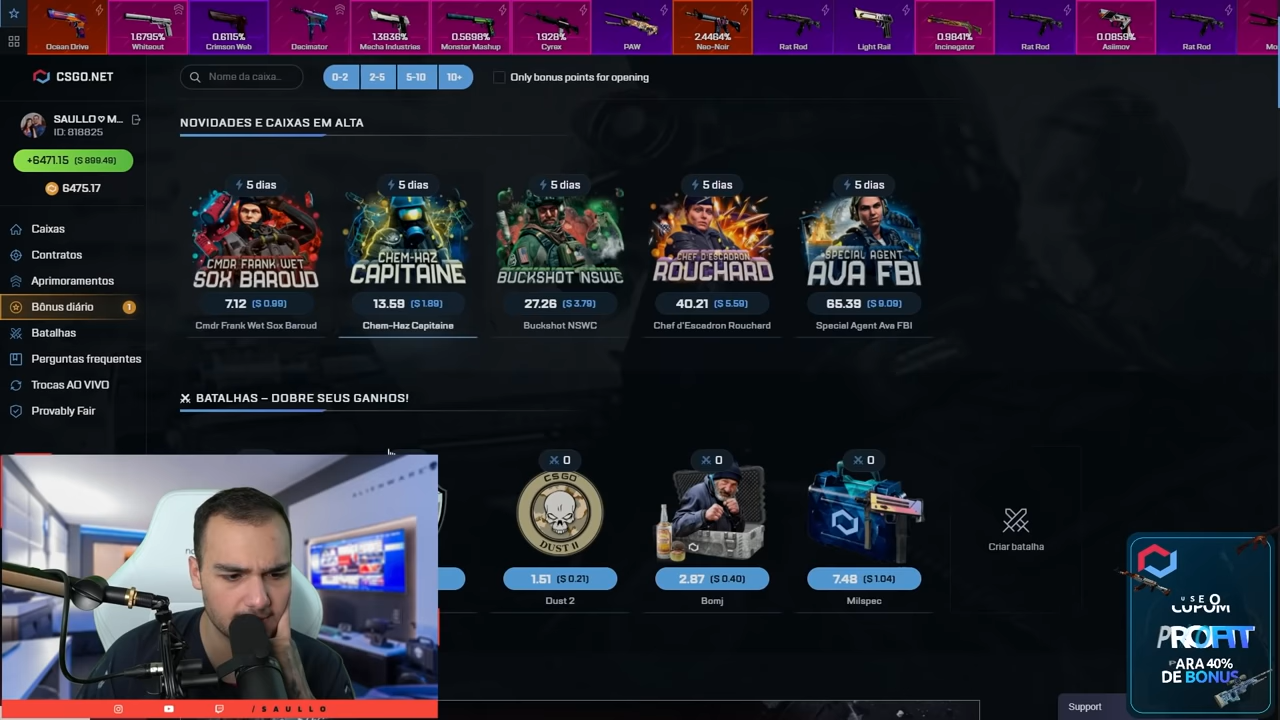 1.6795% 0.6115% 1.3836% 0.5698% 1.928% 2.4464% 0.9841% 0.0859%
Ocean Drive Whiteout Crimson Web Decimator Mecha Industries Monster Mashup Cyrex PAW Neo-Noir Rat Rod Light Rail Incinegator Rat Rod Asiimov Rat Rod
CSGO.NET
SAULLO ♡ M...
ID: 818825
+6471.15 ($ 899.49)
6475.17
Caixas
Contratos
Aprimoramentos
Bônus diário 1
Batalhas
Perguntas frequentes
Trocas AO VIVO
Provably Fair
Nome da caixa...
0-2 2-5 5-10 10+
Only bonus points for opening
NOVIDADES E CAIXAS EM ALTA
5 dias 5 dias 5 dias 5 dias 5 dias
CMDR FRANK WET
SOX BAROUD
CHEM-HAZ
CAPITAINE
BUCKSHOT NSWC
CHEF D'ESCADRON
ROUCHARD
SPECIAL AGENT
AVA FBI
7.12 ($ 0.99) 13.59 ($ 1.89) 27.26 ($ 3.79) 40.21 ($ 5.59) 65.39 ($ 9.09)
Cmdr Frank Wet Sox Baroud Chem-Haz Capitaine Buckshot NSWC Chef d'Escadron Rouchard Special Agent Ava FBI
BATALHAS – DOBRE SEUS GANHOS!
0 0 0
CS GO
DUST II
1.51 ($ 0.21) 2.87 ($ 0.40) 7.48 ($ 1.04)
Dust 2 Bomj Milspec
Criar batalha
ALIENWARE
/SAULLO
USE O
CUPOM
PROFIT
PARA 40%
DE BONUS
Support